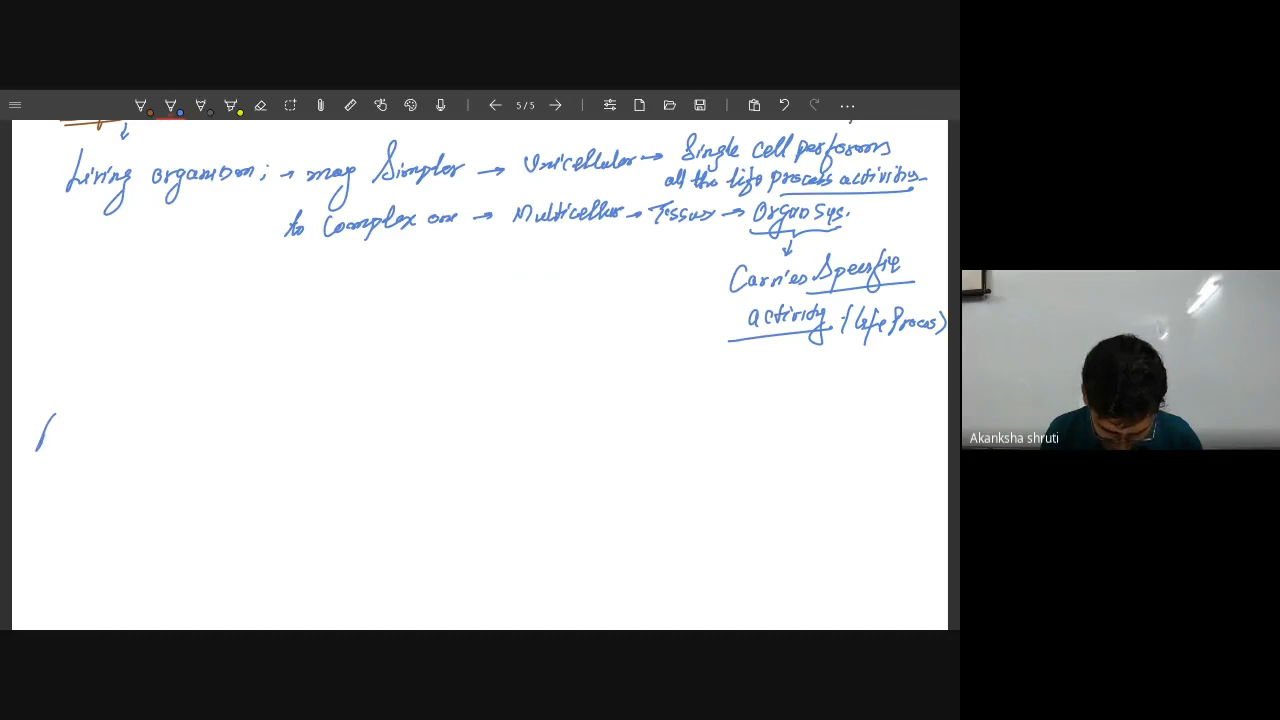 5/5
Living organism; → may Simpler → Unicellular → Single cell performs
all the life process activity
to Complex one → Multicellular → Tissues → Organ sys.
↓
Carries Specific
activity (Life Process)
Akanksha shruti